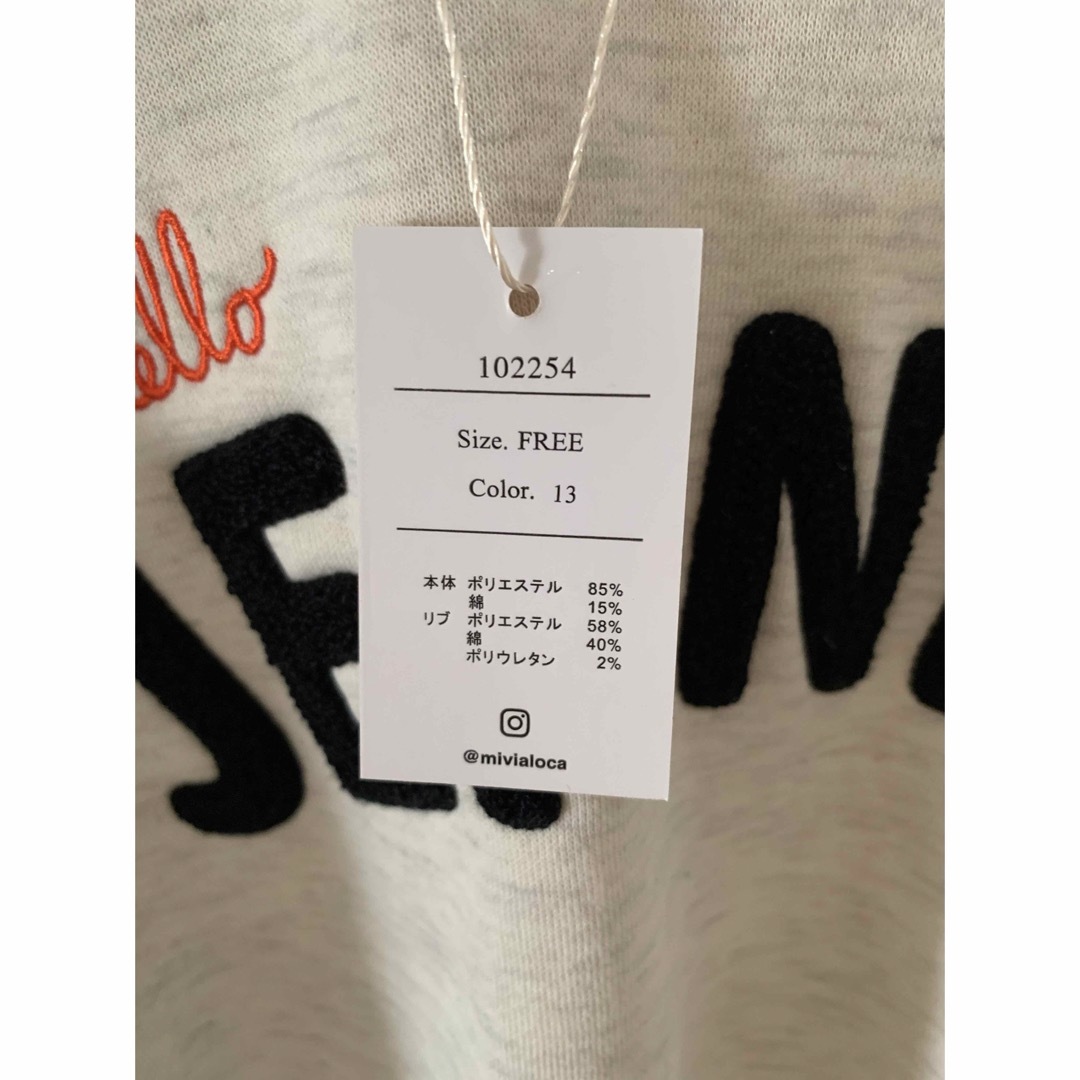 102254
Size. FREE
Color. 13
本体 ポリエステル 85%
綿 15%
リブ ポリエステル 58%
綿 40%
ポリウレタン 2%
@mivialoca
ello